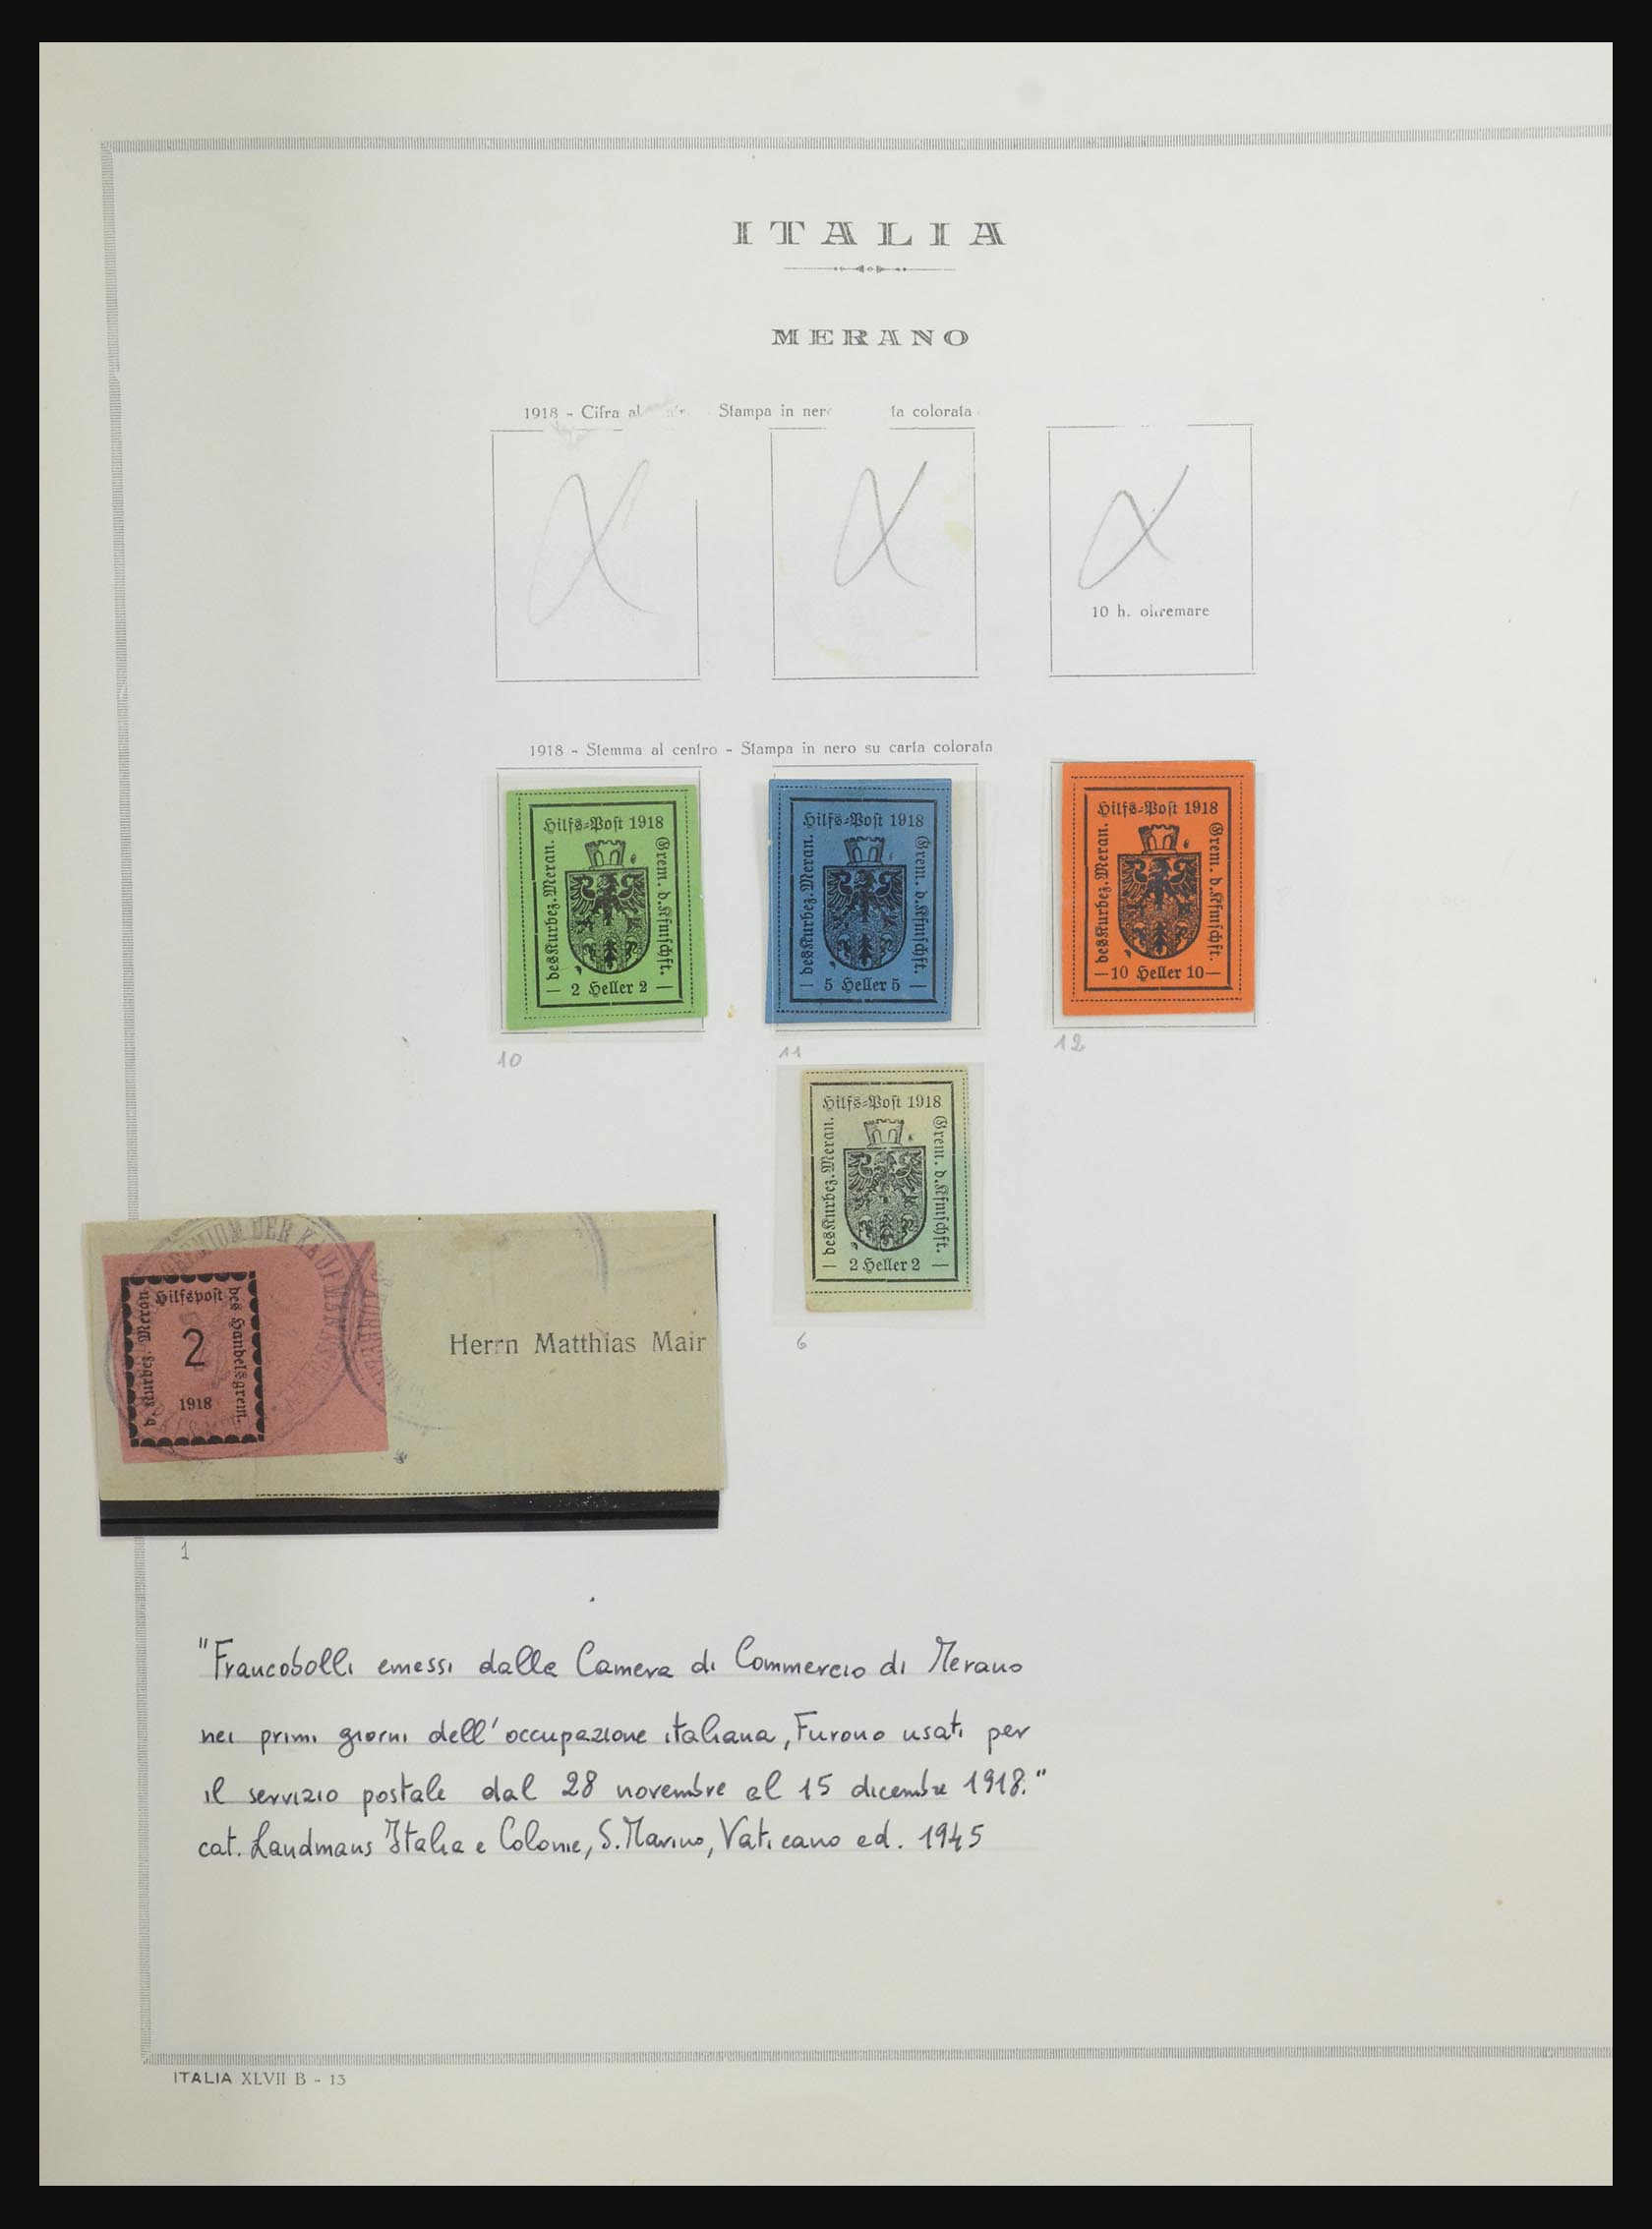 ITALIA
MERANO
1918 - Cifra al Stampa in nero la colorata
10 h. oltremare
1918 - Stemma al centro - Stampa in nero su carta colorata
Hilfs-Post 1918
des Kurbez. Meran.
Grem. d. Kfmschft.
2 Heller 2
10
Hilfs-Post 1918
des Kurbez. Meran.
Grem. d. Kfmschft.
5 Heller 5
11
Hilfs-Post 1918
des Kurbez. Meran.
Grem. d. Kfmschft.
10 Heller 10
12
Hilfs-Post 1918
des Kurbez. Meran.
Grem. d. Kfmschft.
2 Heller 2
6
GREMIUM DER KAUFMANNSCHAFT
Hilfspost
d. Kurbez. Meran
des Handelsgrem.
2
1918
Herrn Matthias Mair
1
"Francobolli emessi dalla Camera di Commercio di Merano
nei primi giorni dell'occupazione italiana, Furono usati per
il servizio postale dal 28 novembre al 15 dicembre 1918."
cat. Landmans Italia e Colonie, S. Marino, Vaticano ed. 1945
ITALIA XLVII B - 13